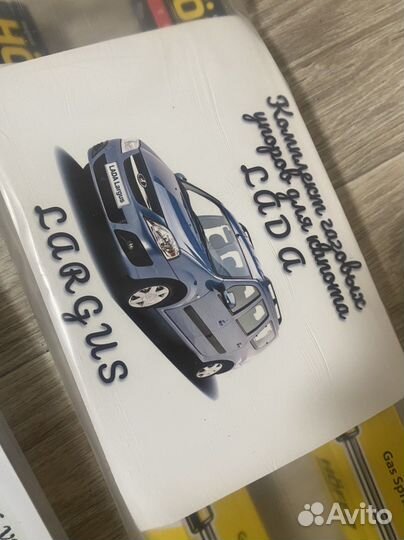 Комплект газовых
упоров для капота
LADA
LADA Largus
LARGUS
Gas Spr
Avito